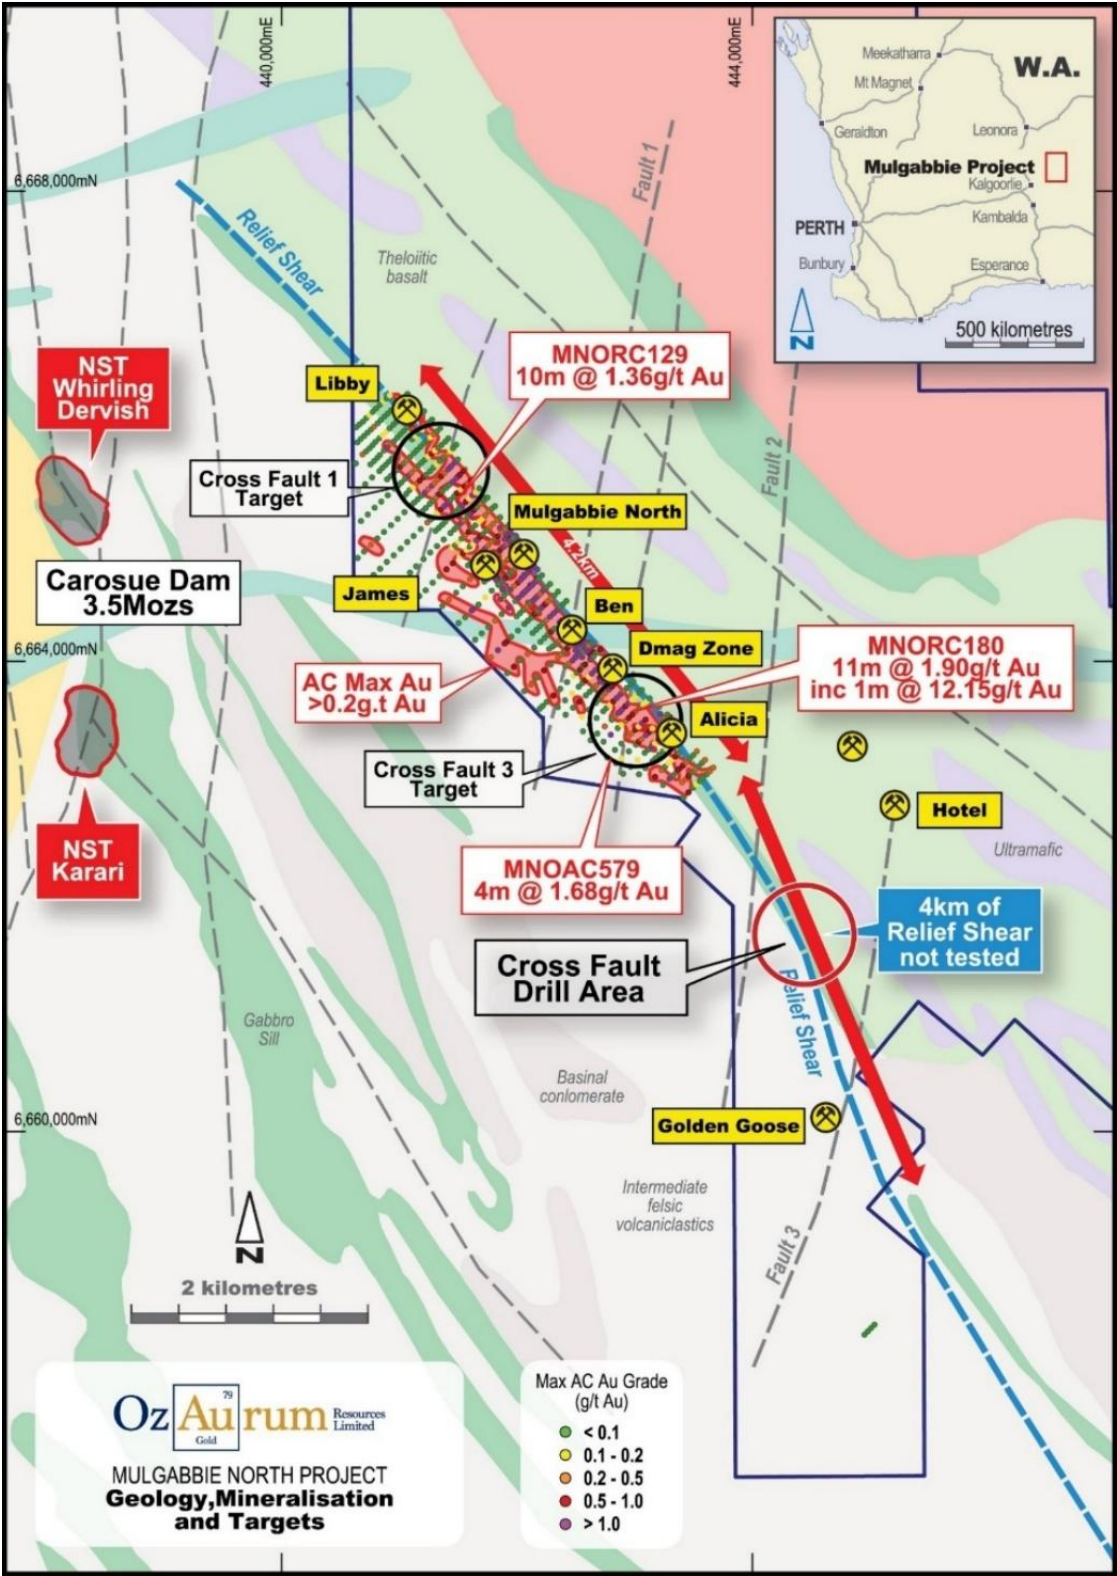 440,000mE
444,000mE
6,668,000mN
6,664,000mN
6,660,000mN
Meekatharra
W.A.
Mt Magnet
Geraldton
Leonora
Mulgabbie Project
Kalgoorlie
Kambalda
PERTH
Bunbury
Esperance
N
500 kilometres
Fault 1
Relief Shear
Theloiitic
basalt
NST
Whirling
Dervish
Libby
MNORC129
10m @ 1.36g/t Au
Fault 2
Cross Fault 1
Target
Mulgabbie North
4.2km
Carosue Dam
3.5Mozs
James
Ben
Dmag Zone
MNORC180
11m @ 1.90g/t Au
inc 1m @ 12.15g/t Au
AC Max Au
>0.2g.t Au
Alicia
Cross Fault 3
Target
Hotel
NST
Karari
MNOAC579
4m @ 1.68g/t Au
Ultramafic
4km of
Relief Shear
not tested
Cross Fault
Drill Area
Relief Shear
Gabbro
Sill
Basinal
conlomerate
Golden Goose
Intermediate
felsic
volcaniclastics
Fault 3
N
2 kilometres
Oz Au rum Resources
Limited
79
Gold
MULGABBIE NORTH PROJECT
Geology,Mineralisation
and Targets
Max AC Au Grade
(g/t Au)
< 0.1
0.1 - 0.2
0.2 - 0.5
0.5 - 1.0
> 1.0